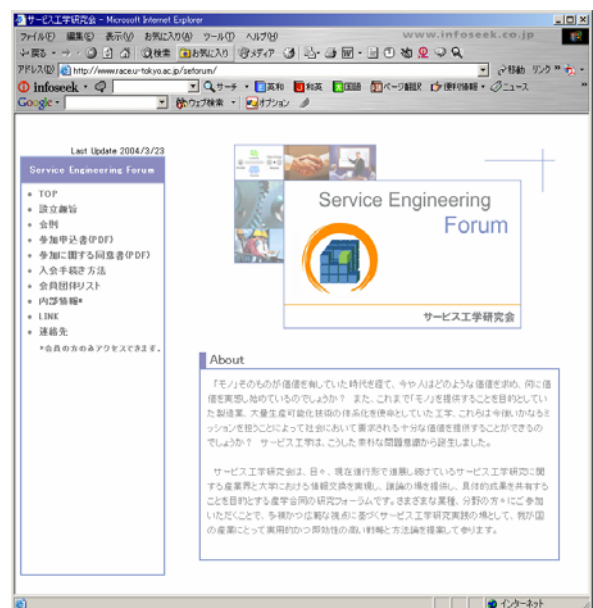 サービス工学研究会 - Microsoft Internet Explorer
ファイル(F) 編集(E) 表示(V) お気に入り(A) ツール(T) ヘルプ(H)
www.infoseek.co.jp
戻る 検索 お気に入り メディア
アドレス(D) http://www.race.u-tokyo.ac.jp/seforum/ 移動 リンク
infoseek サーチ 英和 和英 国語 ページ翻訳 便利情報 ニュース
Google ウェブ検索 オプション
Last Update 2004/3/23
Service Engineering Forum
TOP
設立趣旨
会則
参加申込書(PDF)
参加に関する同意書(PDF)
入会手続き方法
会員団体リスト
内部情報*
LINK
連絡先
*会員の方のみアクセスできます。
Service Engineering
Forum
サービス工学研究会
About
「モノ」そのものが価値を有していた時代を経て、今や人はどのような価値を求め、何に価
値を実感し始めているのでしょうか? また、これまで「モノ」を提供することを目的としてい
た製造業、大量生産可能化技術の体系化を使命としていた工学、これらは今後いかなるミ
ッションを担うことによって社会において要求される十分な価値を提供することができるの
でしょうか? サービス工学は、こうした素朴な問題意識から誕生しました。
サービス工学研究会は、日々、現在進行形で進展し続けているサービス工学研究に関
する産業界と大学における情報交換を実現し、議論の場を提供し、具体的成果を共有する
ことを目的とする産学合同の研究フォーラムです。さまざまな業種、分野の方々にご参加
いただくことで、多様かつ広範な視点に基づくサービス工学研究実践の場として、我が国
の産業にとって実用的かつ即効性の高い戦略と方法論を提案して参ります。
インターネット